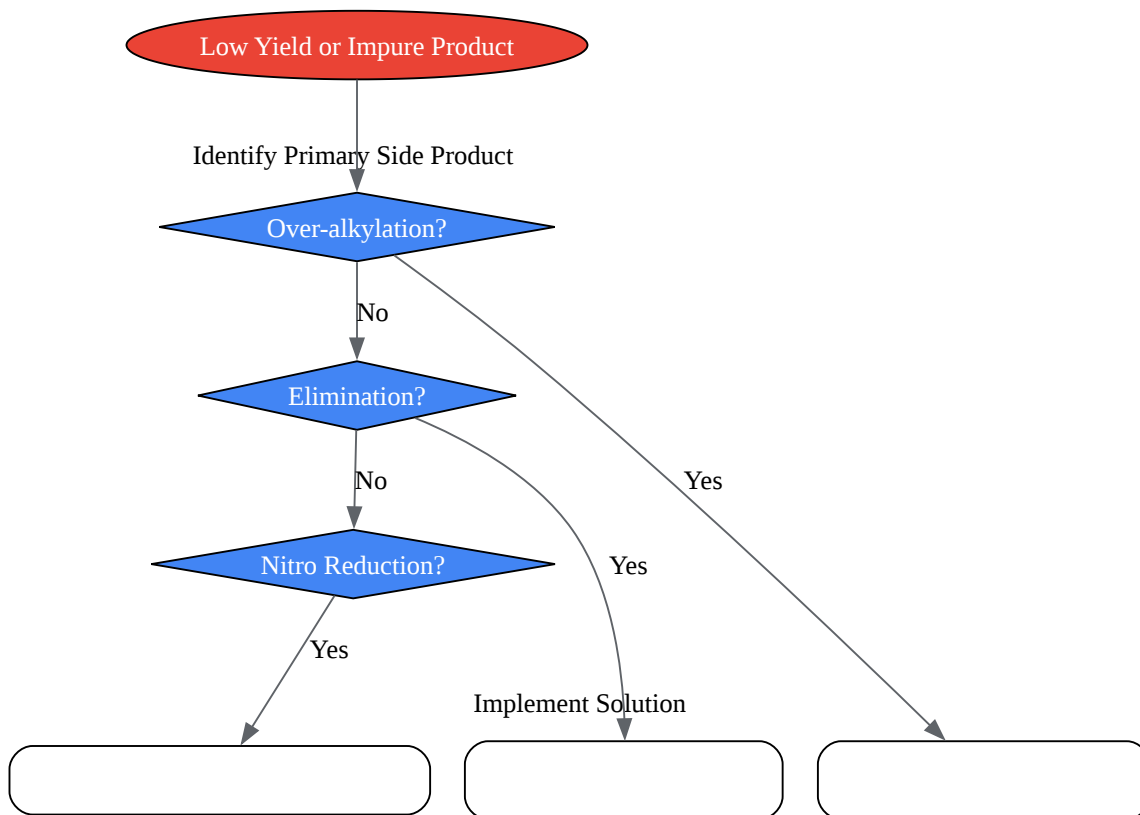 Low Yield or Impure Product
Identify Primary Side Product
Over-alkylation?
No
Elimination?
No
Yes
Nitro Reduction?
Yes
Yes
Implement Solution